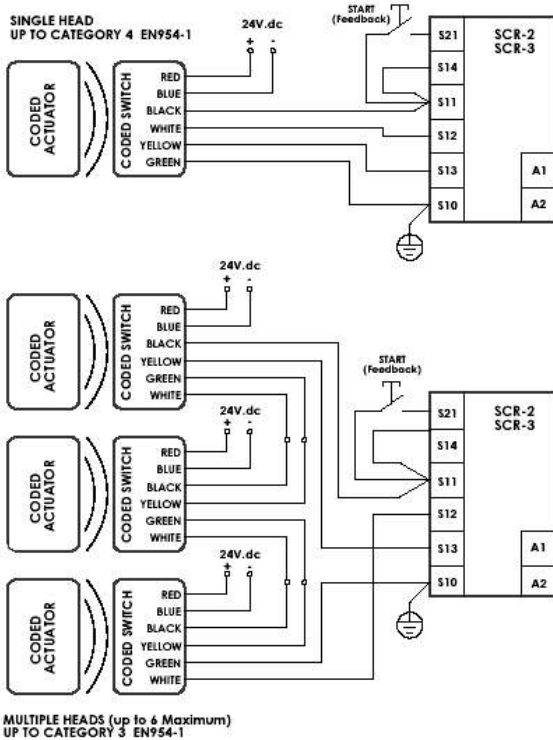 SINGLE HEAD
UP TO CATEGORY 4 EN954-1
24V.dc
+ -
START
(Feedback)
CODED
ACTUATOR
CODED SWITCH
RED
BLUE
BLACK
WHITE
YELLOW
GREEN
S21
S14
S11
S12
S13
S10
SCR-2
SCR-3
A1
A2
24V.dc
+ -
CODED
ACTUATOR
CODED SWITCH
RED
BLUE
BLACK
YELLOW
GREEN
WHITE
START
(Feedback)
24V.dc
+ -
CODED
ACTUATOR
CODED SWITCH
RED
BLUE
BLACK
YELLOW
GREEN
WHITE
S21
S14
S11
S12
S13
S10
SCR-2
SCR-3
A1
A2
24V.dc
+ -
CODED
ACTUATOR
CODED SWITCH
RED
BLUE
BLACK
YELLOW
GREEN
WHITE
MULTIPLE HEADS (up to 6 Maximum)
UP TO CATEGORY 3 EN954-1